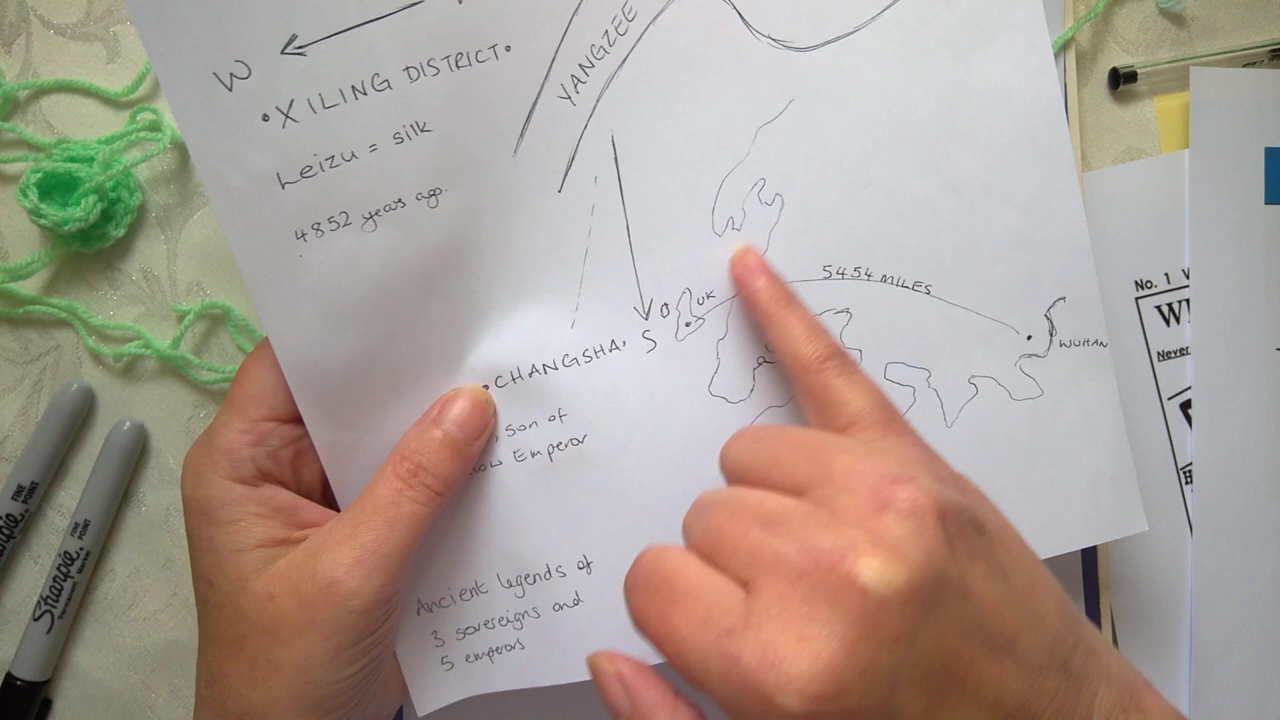 W
YANGZEE
• XILING DISTRICT •
Leizu = silk
4852 years ago.
5454 MILES
UK
WUHAN
S
• CHANGSHA.
, son of
Emperor
Ancient legends of
3 sovereigns and
5 emperors
No. 1
Never
Sharpie.
FINE
POINT
Sharpie
FINE
POINT